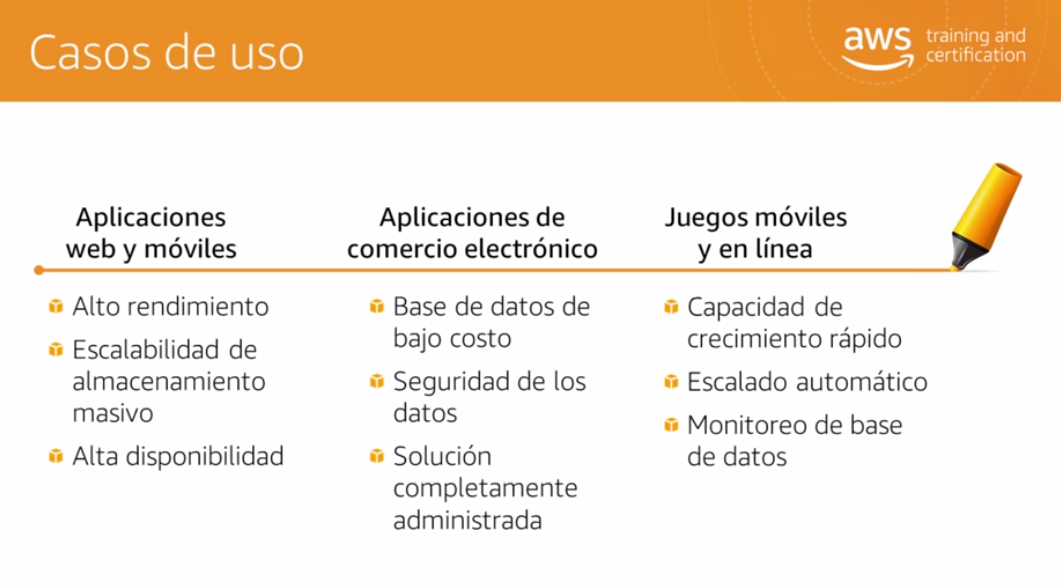 Casos de uso
aws training and
certification
Aplicaciones
web y móviles
Alto rendimiento
Escalabilidad de
almacenamiento
masivo
Alta disponibilidad
Aplicaciones de
comercio electrónico
Base de datos de
bajo costo
Seguridad de los
datos
Solución
completamente
administrada
Juegos móviles
y en línea
Capacidad de
crecimiento rápido
Escalado automático
Monitoreo de base
de datos